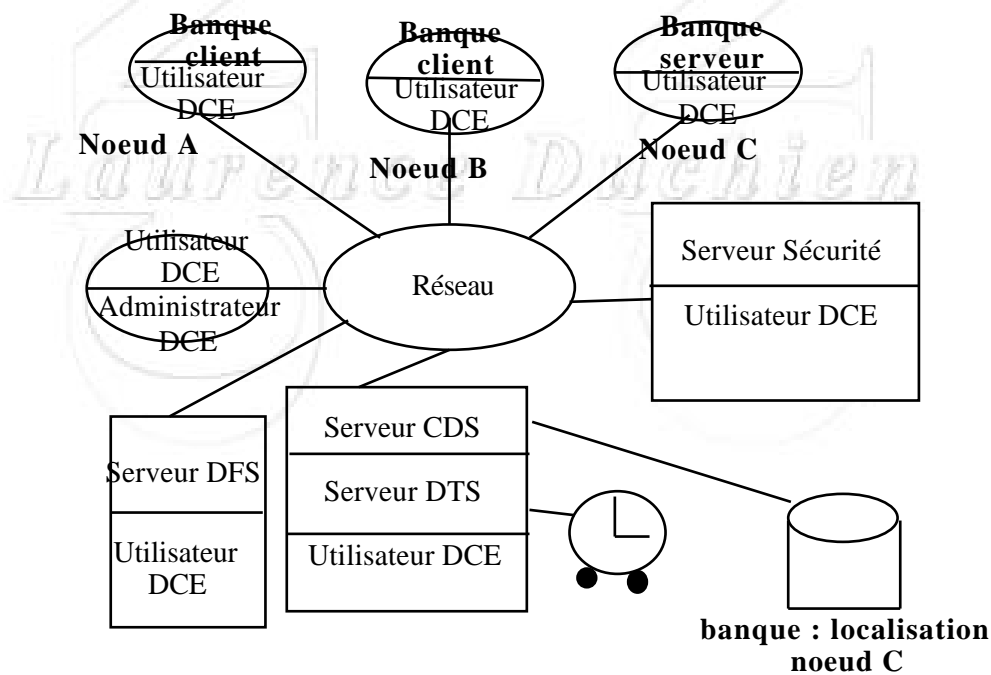 Banque
client
Utilisateur
DCE
Noeud A
Banque
client
Utilisateur
DCE
Noeud B
Banque
serveur
Utilisateur
DCE
Noeud C
Laurence Duchien
Utilisateur
DCE
Administrateur
DCE
Réseau
Serveur Sécurité
Utilisateur DCE
Serveur DFS
Utilisateur
DCE
Serveur CDS
Serveur DTS
Utilisateur DCE
banque : localisation
noeud C